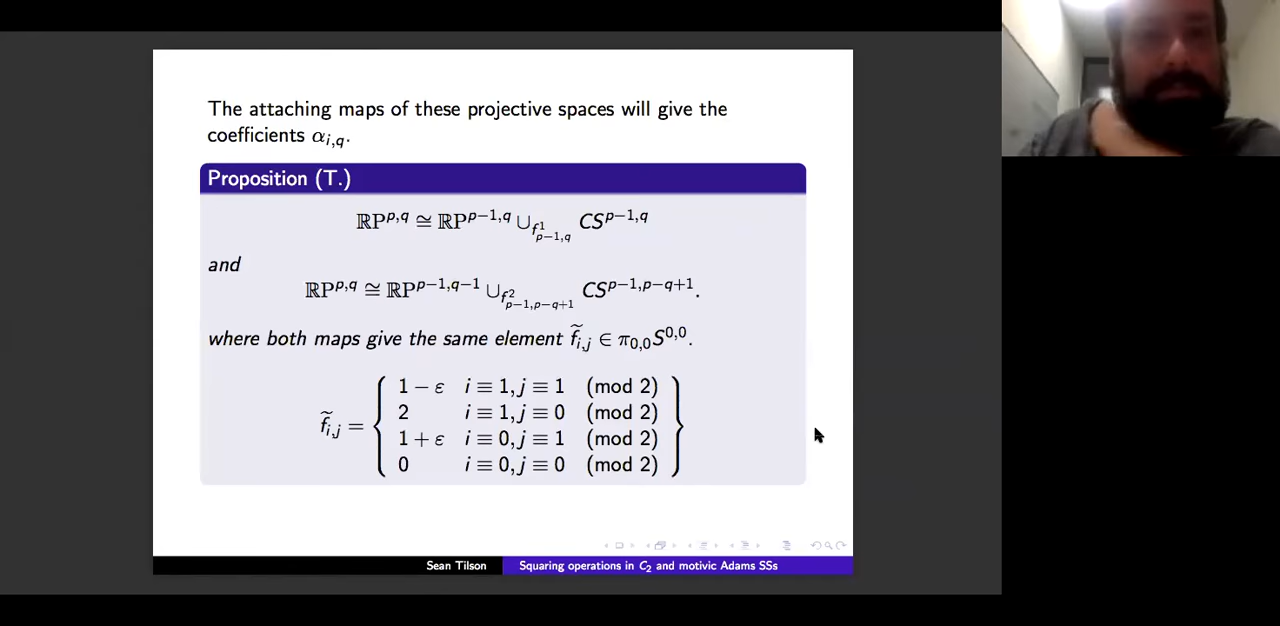 The attaching maps of these projective spaces will give the
coefficients α_{i,q}.
Proposition (T.)
ℝP^{p,q} ≅ ℝP^{p−1,q} ∪_{f^1_{p−1,q}} CS^{p−1,q}
and
ℝP^{p,q} ≅ ℝP^{p−1,q−1} ∪_{f^2_{p−1,p−q+1}} CS^{p−1,p−q+1}.
where both maps give the same element f̃_{i,j} ∈ π_{0,0}S^{0,0}.
f̃_{i,j} = { 1 − ε i ≡ 1, j ≡ 1 (mod 2)
2 i ≡ 1, j ≡ 0 (mod 2)
1 + ε i ≡ 0, j ≡ 1 (mod 2)
0 i ≡ 0, j ≡ 0 (mod 2) }
Sean Tilson Squaring operations in C_2 and motivic Adams SSs